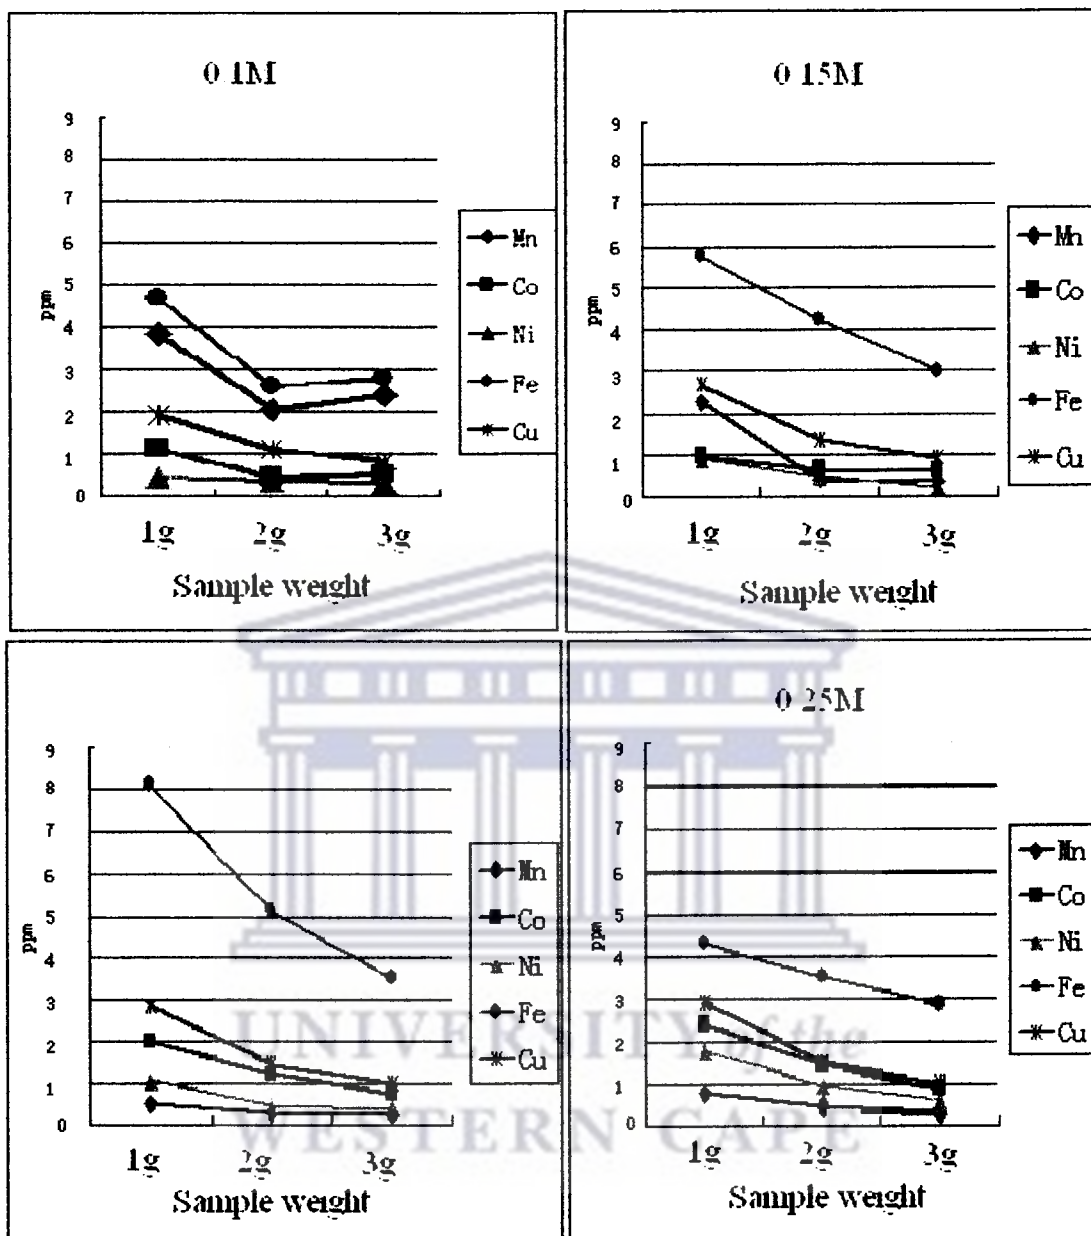 0 1M
9
8
7
6
5
4
3
2
1
0
ppm
1g 2g 3g
Sample weight
Mn
Co
Ni
Fe
Cu
0 15M
9
8
7
6
5
4
3
2
1
0
ppm
1g 2g 3g
Sample weight
Mn
Co
Ni
Fe
Cu
9
8
7
6
5
4
3
2
1
0
ppm
1g 2g 3g
Sample weight
Mn
Co
Ni
Fe
Cu
0 25M
9
8
7
6
5
4
3
2
1
0
ppm
1g 2g 3g
Sample weight
Mn
Co
Ni
Fe
Cu
UNIVERSITY of the
WESTERN CAPE